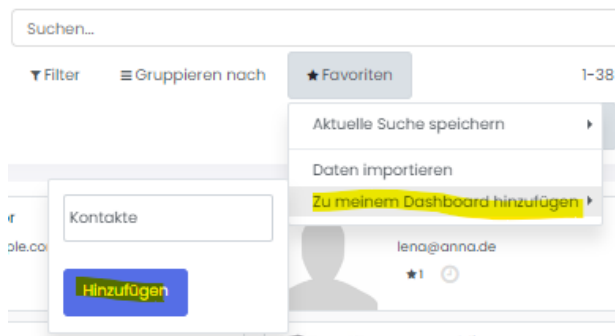 Suchen...
Filter Gruppieren nach Favoriten 1-38
Aktuelle Suche speichern
Daten importieren
Zu meinem Dashboard hinzufügen
Kontakte
lena@anna.de
1
Hinzufügen